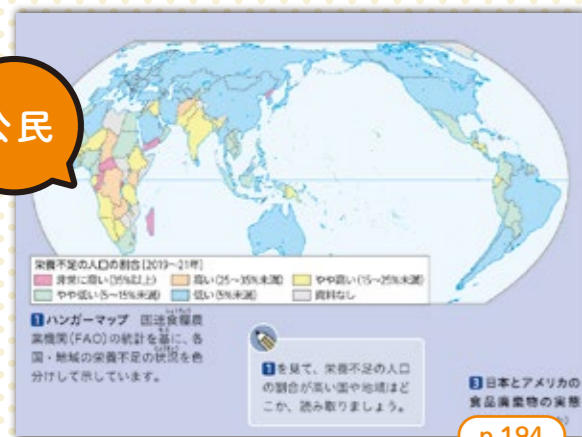 公民
栄養不足の人口の割合[2019〜21年]
非常に高い(35%以上) 高い(25〜35%未満) やや高い(15〜25%未満)
やや低い(5〜15%未満) 低い(5%未満) 資料なし
1 ハンガーマップ 国連食糧農
業機関(FAO)の統計を基に、各
国・地域の栄養不足の状況を色
分けして示しています。
1を見て、栄養不足の人口
の割合が高い国や地域はど
こか、読み取りましょう。
3 日本とアメリカの
食品廃棄物の実態
p.194